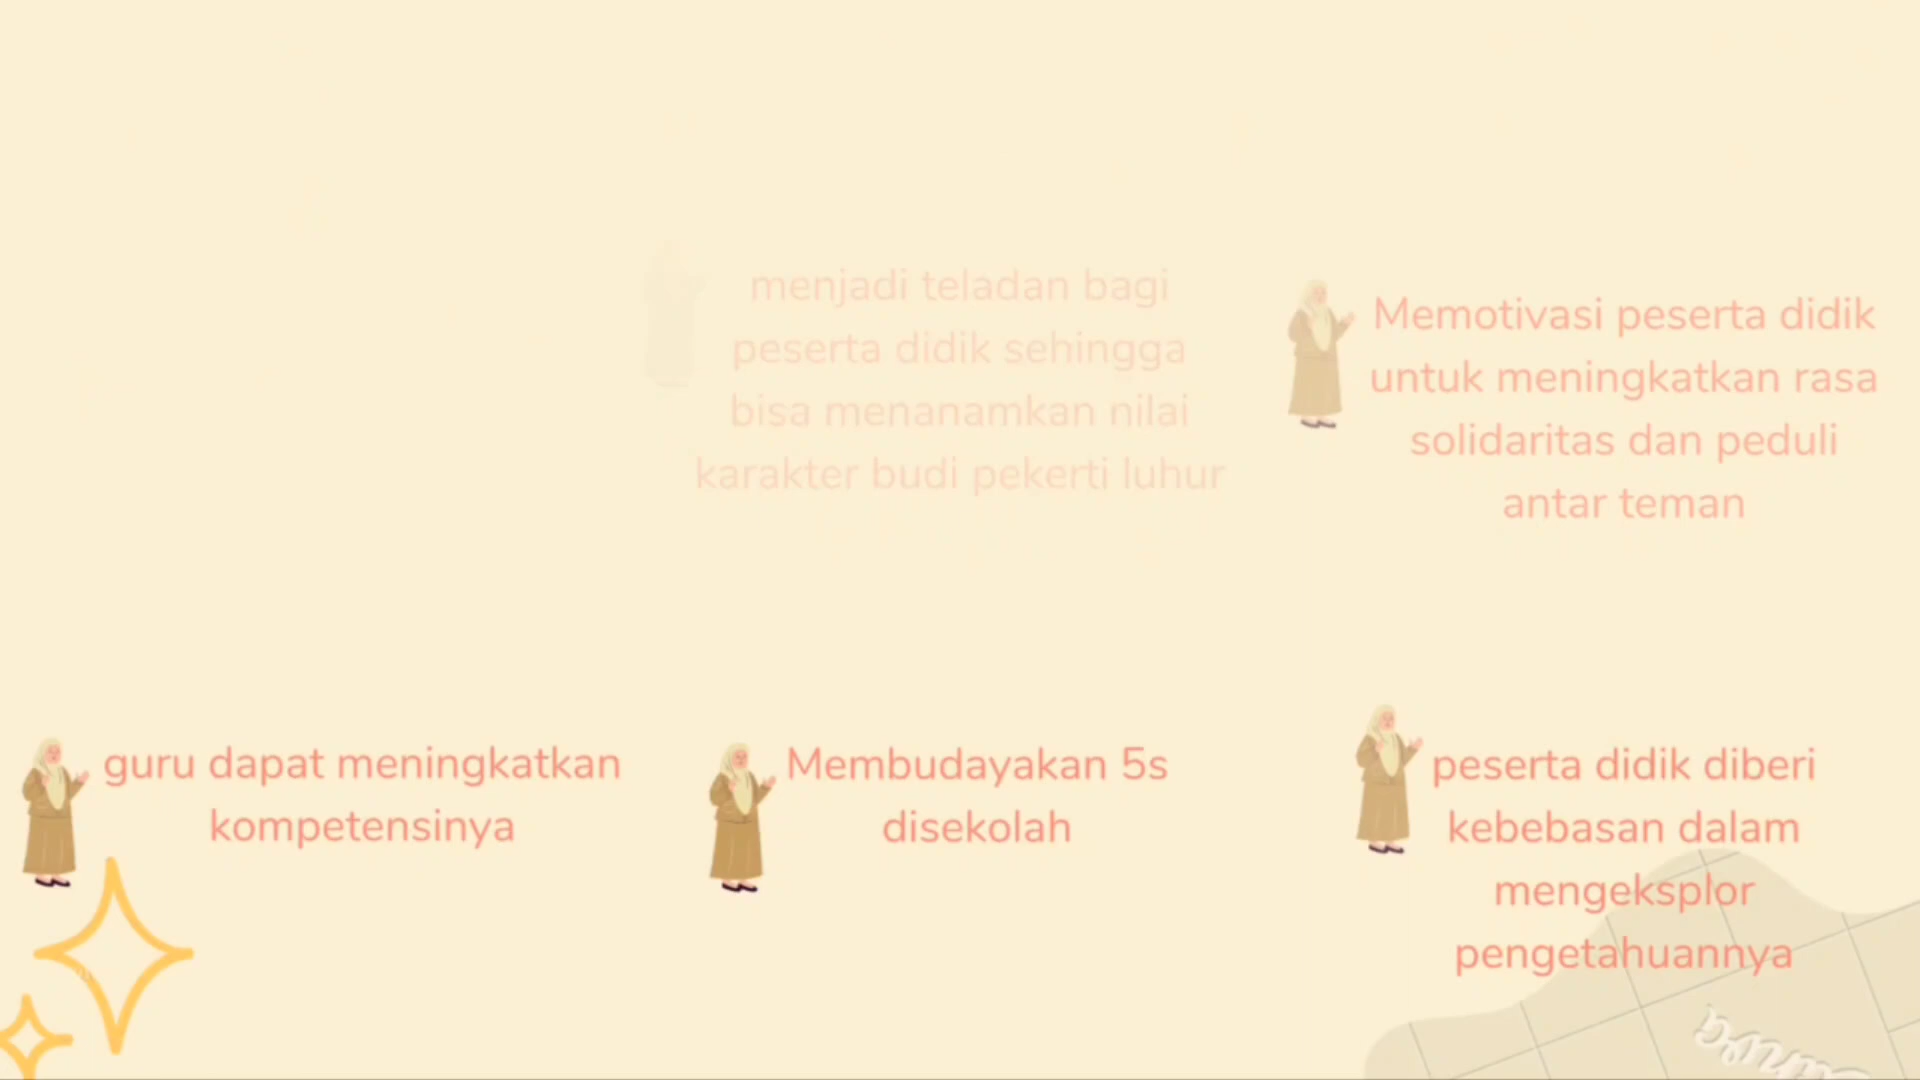 menjadi teladan bagi
peserta didik sehingga
bisa menanamkan nilai
karakter budi pekerti luhur
Memotivasi peserta didik
untuk meningkatkan rasa
solidaritas dan peduli
antar teman
guru dapat meningkatkan
kompetensinya
Membudayakan 5s
disekolah
peserta didik diberi
kebebasan dalam
mengeksplor
pengetahuannya